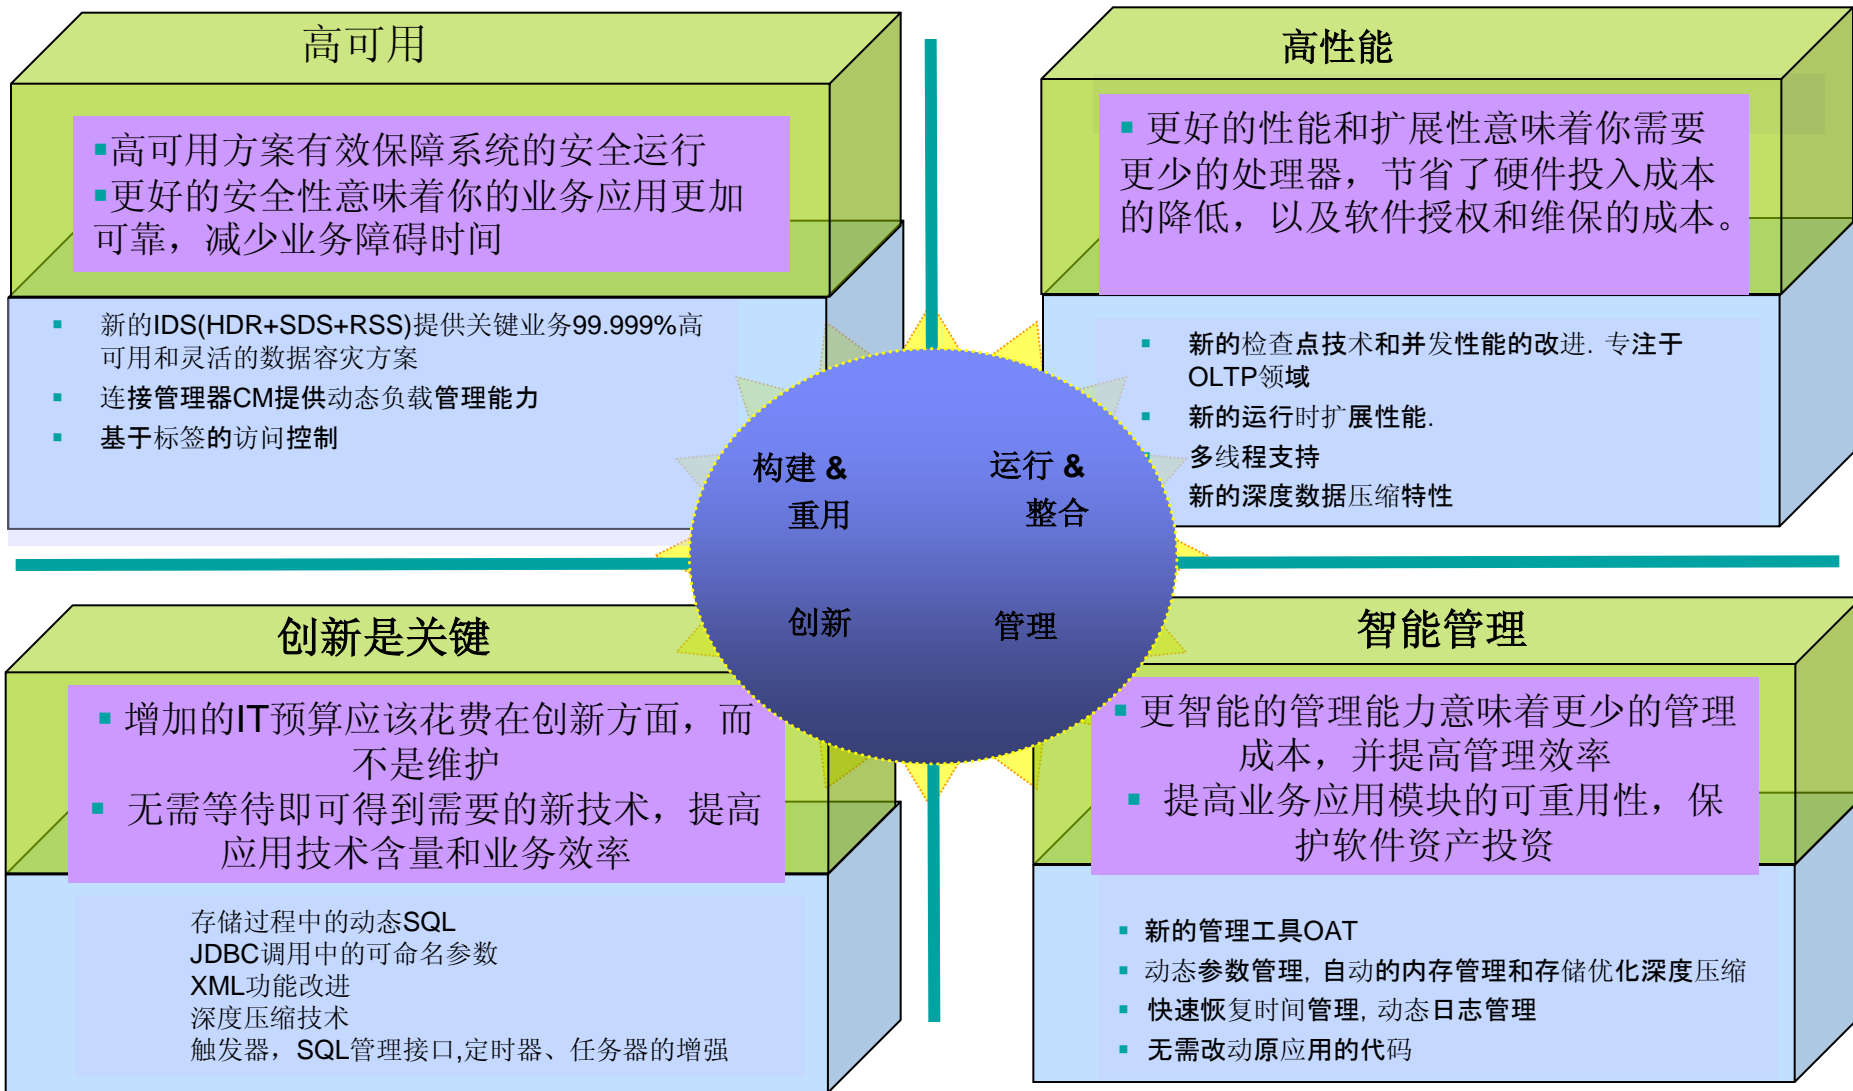 高可用
▪高可用方案有效保障系统的安全运行
▪更好的安全性意味着你的业务应用更加
可靠，减少业务障碍时间
▪ 新的IDS(HDR+SDS+RSS)提供关键业务99.999%高
可用和灵活的数据容灾方案
▪ 连接管理器CM提供动态负载管理能力
▪ 基于标签的访问控制
高性能
▪ 更好的性能和扩展性意味着你需要
更少的处理器，节省了硬件投入成本
的降低，以及软件授权和维保的成本。
▪ 新的检查点技术和并发性能的改进. 专注于
OLTP领域
▪ 新的运行时扩展性能.
▪ 多线程支持
▪ 新的深度数据压缩特性
构建 &
重用
运行 &
整合
创新
管理
创新是关键
▪ 增加的IT预算应该花费在创新方面，而
不是维护
▪ 无需等待即可得到需要的新技术，提高
应用技术含量和业务效率
存储过程中的动态SQL
JDBC调用中的可命名参数
XML功能改进
深度压缩技术
触发器，SQL管理接口,定时器、任务器的增强
智能管理
▪ 更智能的管理能力意味着更少的管理
成本，并提高管理效率
▪ 提高业务应用模块的可重用性，保
护软件资产投资
▪ 新的管理工具OAT
▪ 动态参数管理, 自动的内存管理和存储优化深度压缩
▪ 快速恢复时间管理, 动态日志管理
▪ 无需改动原应用的代码